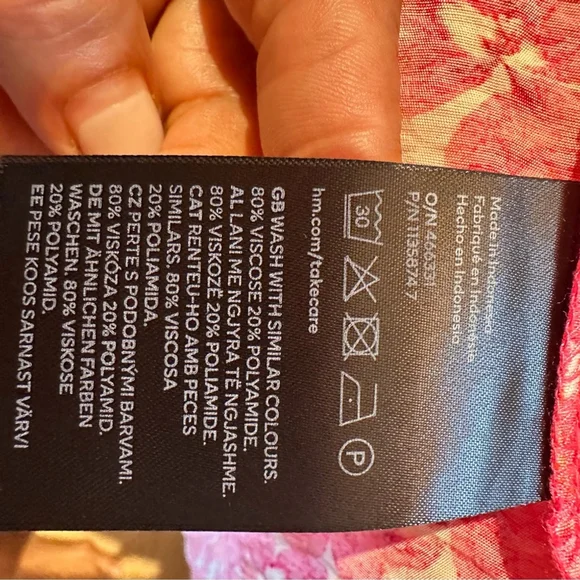 Made in Indonesia
Fabriqué en Indonésie
Hecho en Indonesia
O/N 466331
P/N 1135874 7
30
P
hm.com/takecare
GB WASH WITH SIMILAR COLOURS.
80% VISCOSE 20% POLYAMIDE.
AL LANI ME NGJYRA TË NGJASHME.
80% VISKOZË 20% POLIAMIDE.
CAT RENTEU-HO AMB PECES
SIMILARS. 80% VISCOSA
20% POLIAMIDA.
CZ PERTE S PODOBNÝMI BARVAMI.
80% VISKÓZA 20% POLYAMID.
DE MIT ÄHNLICHEN FARBEN
WASCHEN. 80% VISKOSE
20% POLYAMID.
EE PESE KOOS SARNAST VÄRVI